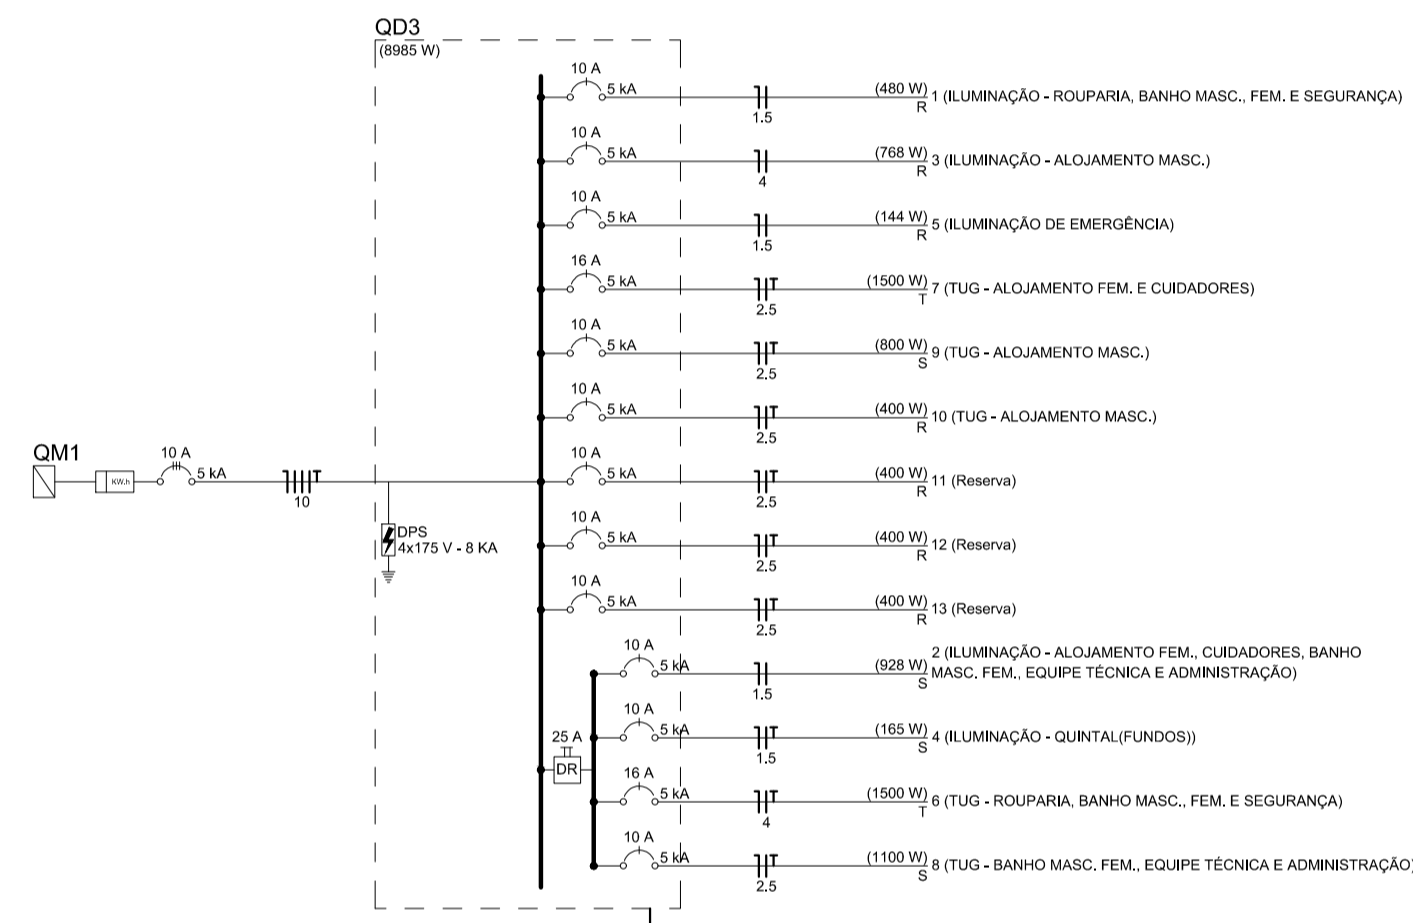 QD3
(8985 W)
10 A
5 kA
1.5
(480 W)
R
1 (ILUMINAÇÃO - ROUPARIA, BANHO MASC., FEM. E SEGURANÇA)
10 A
5 kA
4
(768 W)
R
3 (ILUMINAÇÃO - ALOJAMENTO MASC.)
10 A
5 kA
1.5
(144 W)
R
5 (ILUMINAÇÃO DE EMERGÊNCIA)
16 A
5 kA
T
2.5
(1500 W)
T
7 (TUG - ALOJAMENTO FEM. E CUIDADORES)
10 A
5 kA
T
2.5
(800 W)
S
9 (TUG - ALOJAMENTO MASC.)
10 A
5 kA
T
2.5
(400 W)
R
10 (TUG - ALOJAMENTO MASC.)
QM1
KW.h
10 A
5 kA
T
10
DPS
4x175 V - 8 KA
10 A
5 kA
T
2.5
(400 W)
R
11 (Reserva)
10 A
5 kA
T
2.5
(400 W)
R
12 (Reserva)
10 A
5 kA
T
2.5
(400 W)
R
13 (Reserva)
10 A
5 kA
1.5
(928 W)
S
2 (ILUMINAÇÃO - ALOJAMENTO FEM., CUIDADORES, BANHO
MASC. FEM., EQUIPE TÉCNICA E ADMINISTRAÇÃO)
25 A
DR
10 A
5 kA
T
1.5
(165 W)
S
4 (ILUMINAÇÃO - QUINTAL(FUNDOS))
16 A
5 kA
T
4
(1500 W)
T
6 (TUG - ROUPARIA, BANHO MASC., FEM. E SEGURANÇA)
10 A
5 kA
T
2.5
(1100 W)
S
8 (TUG - BANHO MASC. FEM., EQUIPE TÉCNICA E ADMINISTRAÇÃO)